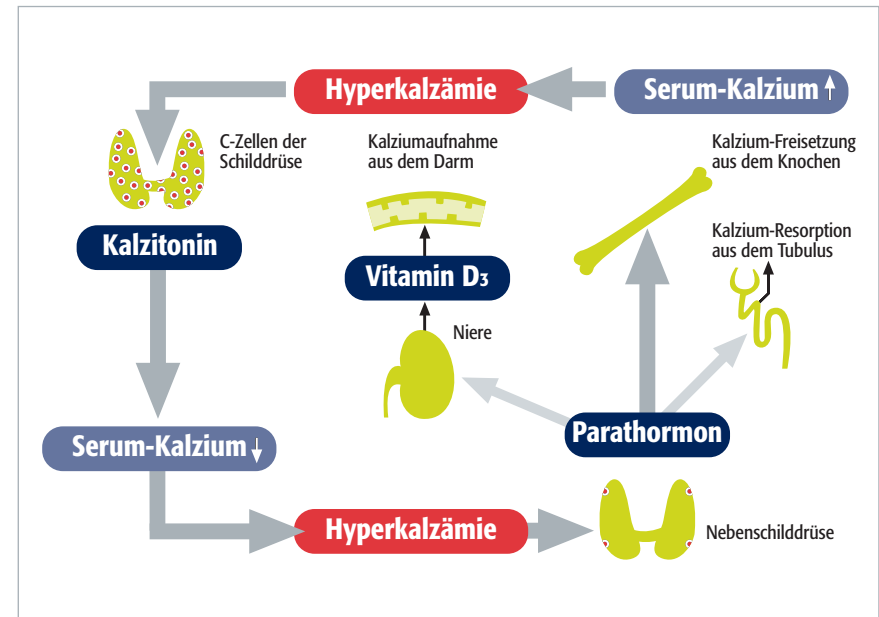 Hyperkalzämie
Serum-Kalzium ↑
C-Zellen der
Schilddrüse
Kalziumaufnahme
aus dem Darm
Kalzium-Freisetzung
aus dem Knochen
Kalzitonin
Kalzium-Resorption
aus dem Tubulus
Vitamin D₃
Niere
Parathormon
Serum-Kalzium ↓
Hyperkalzämie
Nebenschilddrüse